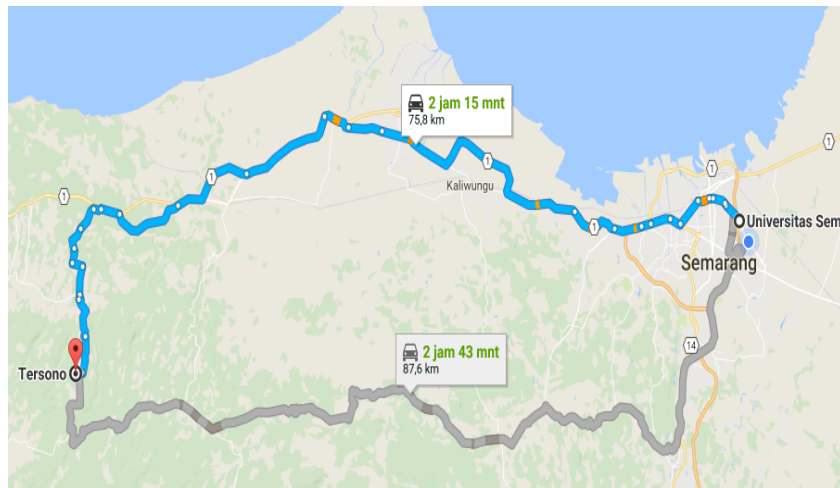 2 jam 15 mnt
75,8 km
1
1
1
1
1
Kaliwungu
1
Universitas Sem
Semarang
14
2 jam 43 mnt
87,6 km
Tersono